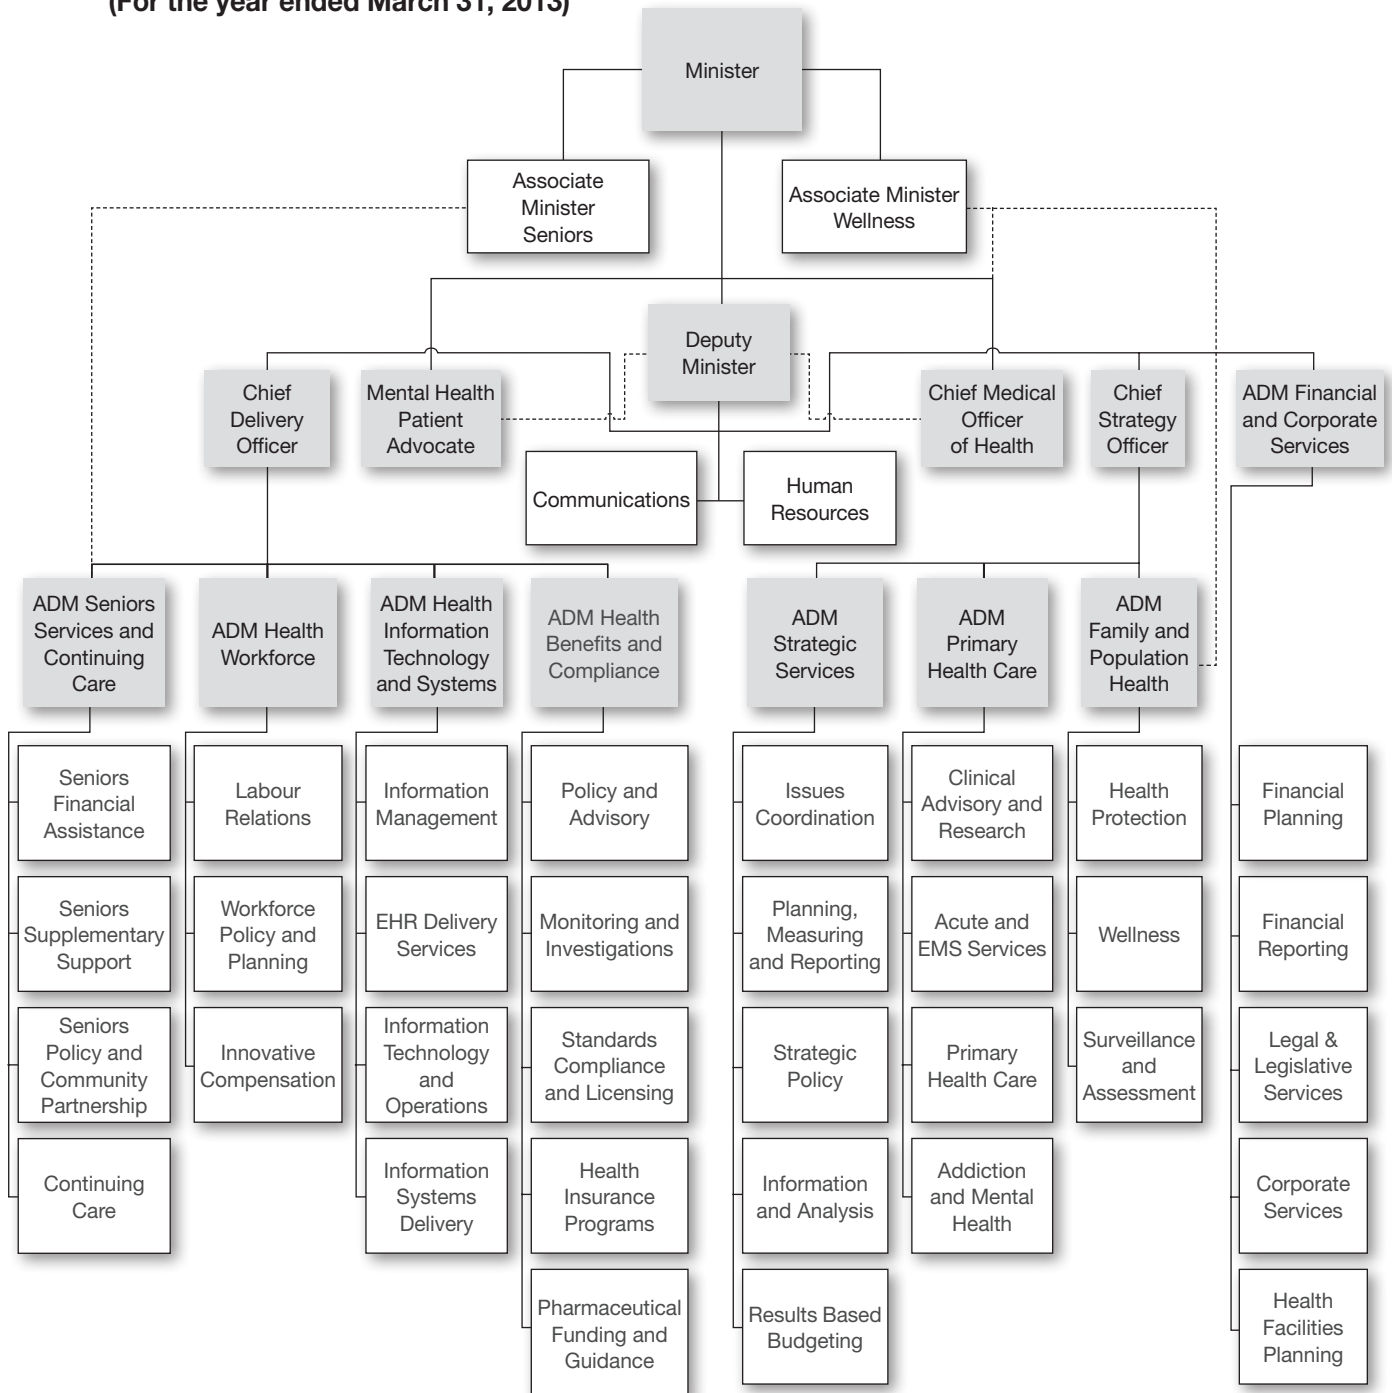 (For the year ended March 31, 2013)
Minister
Associate
Minister
Seniors
Associate Minister
Wellness
Deputy
Minister
Chief
Delivery
Officer
Mental Health
Patient
Advocate
Chief Medical
Officer
of Health
Chief
Strategy
Officer
ADM Financial
and Corporate
Services
Communications
Human
Resources
ADM Seniors
Services and
Continuing
Care
ADM Health
Workforce
ADM Health
Information
Technology
and Systems
ADM Health
Benefits and
Compliance
ADM
Strategic
Services
ADM
Primary
Health Care
ADM
Family and
Population
Health
Seniors
Financial
Assistance
Labour
Relations
Information
Management
Policy and
Advisory
Issues
Coordination
Clinical
Advisory and
Research
Health
Protection
Financial
Planning
Seniors
Supplementary
Support
Workforce
Policy and
Planning
EHR Delivery
Services
Monitoring and
Investigations
Planning,
Measuring
and Reporting
Acute and
EMS Services
Wellness
Financial
Reporting
Seniors
Policy and
Community
Partnership
Innovative
Compensation
Information
Technology
and
Operations
Standards
Compliance
and Licensing
Strategic
Policy
Primary
Health Care
Surveillance
and
Assessment
Legal &
Legislative
Services
Continuing
Care
Information
Systems
Delivery
Health
Insurance
Programs
Information
and Analysis
Addiction
and Mental
Health
Corporate
Services
Pharmaceutical
Funding and
Guidance
Results Based
Budgeting
Health
Facilities
Planning